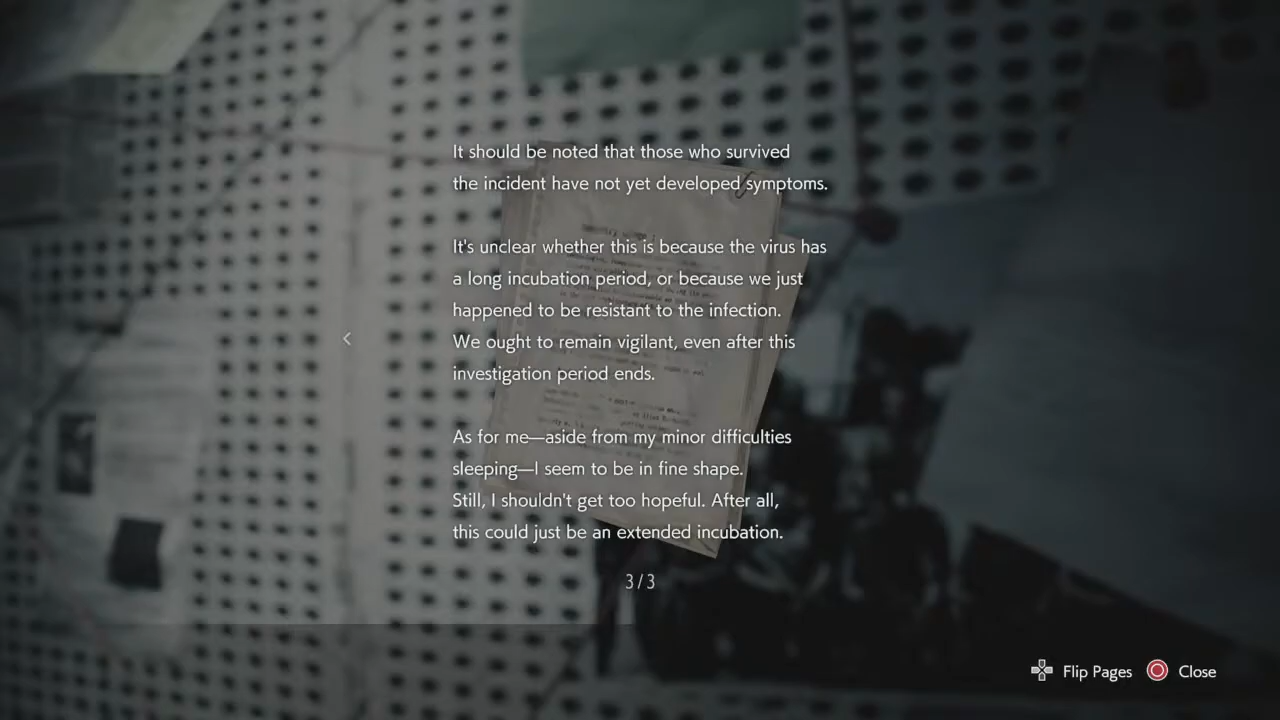 It should be noted that those who survived
the incident have not yet developed symptoms.
It's unclear whether this is because the virus has
a long incubation period, or because we just
happened to be resistant to the infection.
We ought to remain vigilant, even after this
investigation period ends.
As for me—aside from my minor difficulties
sleeping—I seem to be in fine shape.
Still, I shouldn't get too hopeful. After all,
this could just be an extended incubation.
3/3
Flip Pages
Close